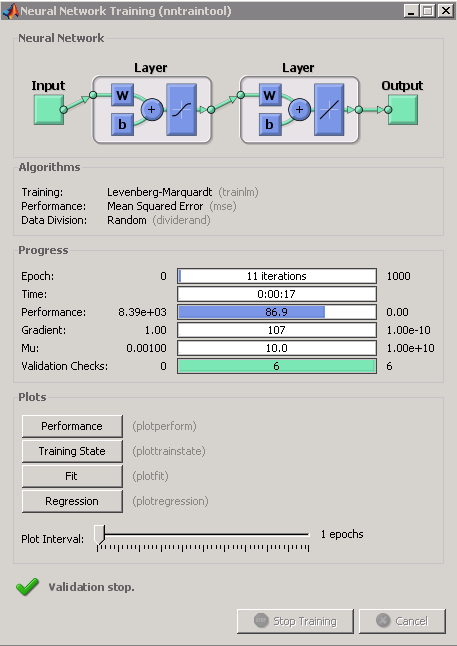 Neural Network Training (nntraintool)
Neural Network
Layer Layer
Input W b + W b + Output
Algorithms
Training: Levenberg-Marquardt (trainlm)
Performance: Mean Squared Error (mse)
Data Division: Random (dividerand)
Progress
Epoch: 0 11 iterations 1000
Time: 0:00:17
Performance: 8.39e+03 86.9 0.00
Gradient: 1.00 107 1.00e-10
Mu: 0.00100 10.0 1.00e+10
Validation Checks: 0 6 6
Plots
Performance (plotperform)
Training State (plottrainstate)
Fit (plotfit)
Regression (plotregression)
Plot Interval: 1 epochs
Validation stop.
Stop Training Cancel